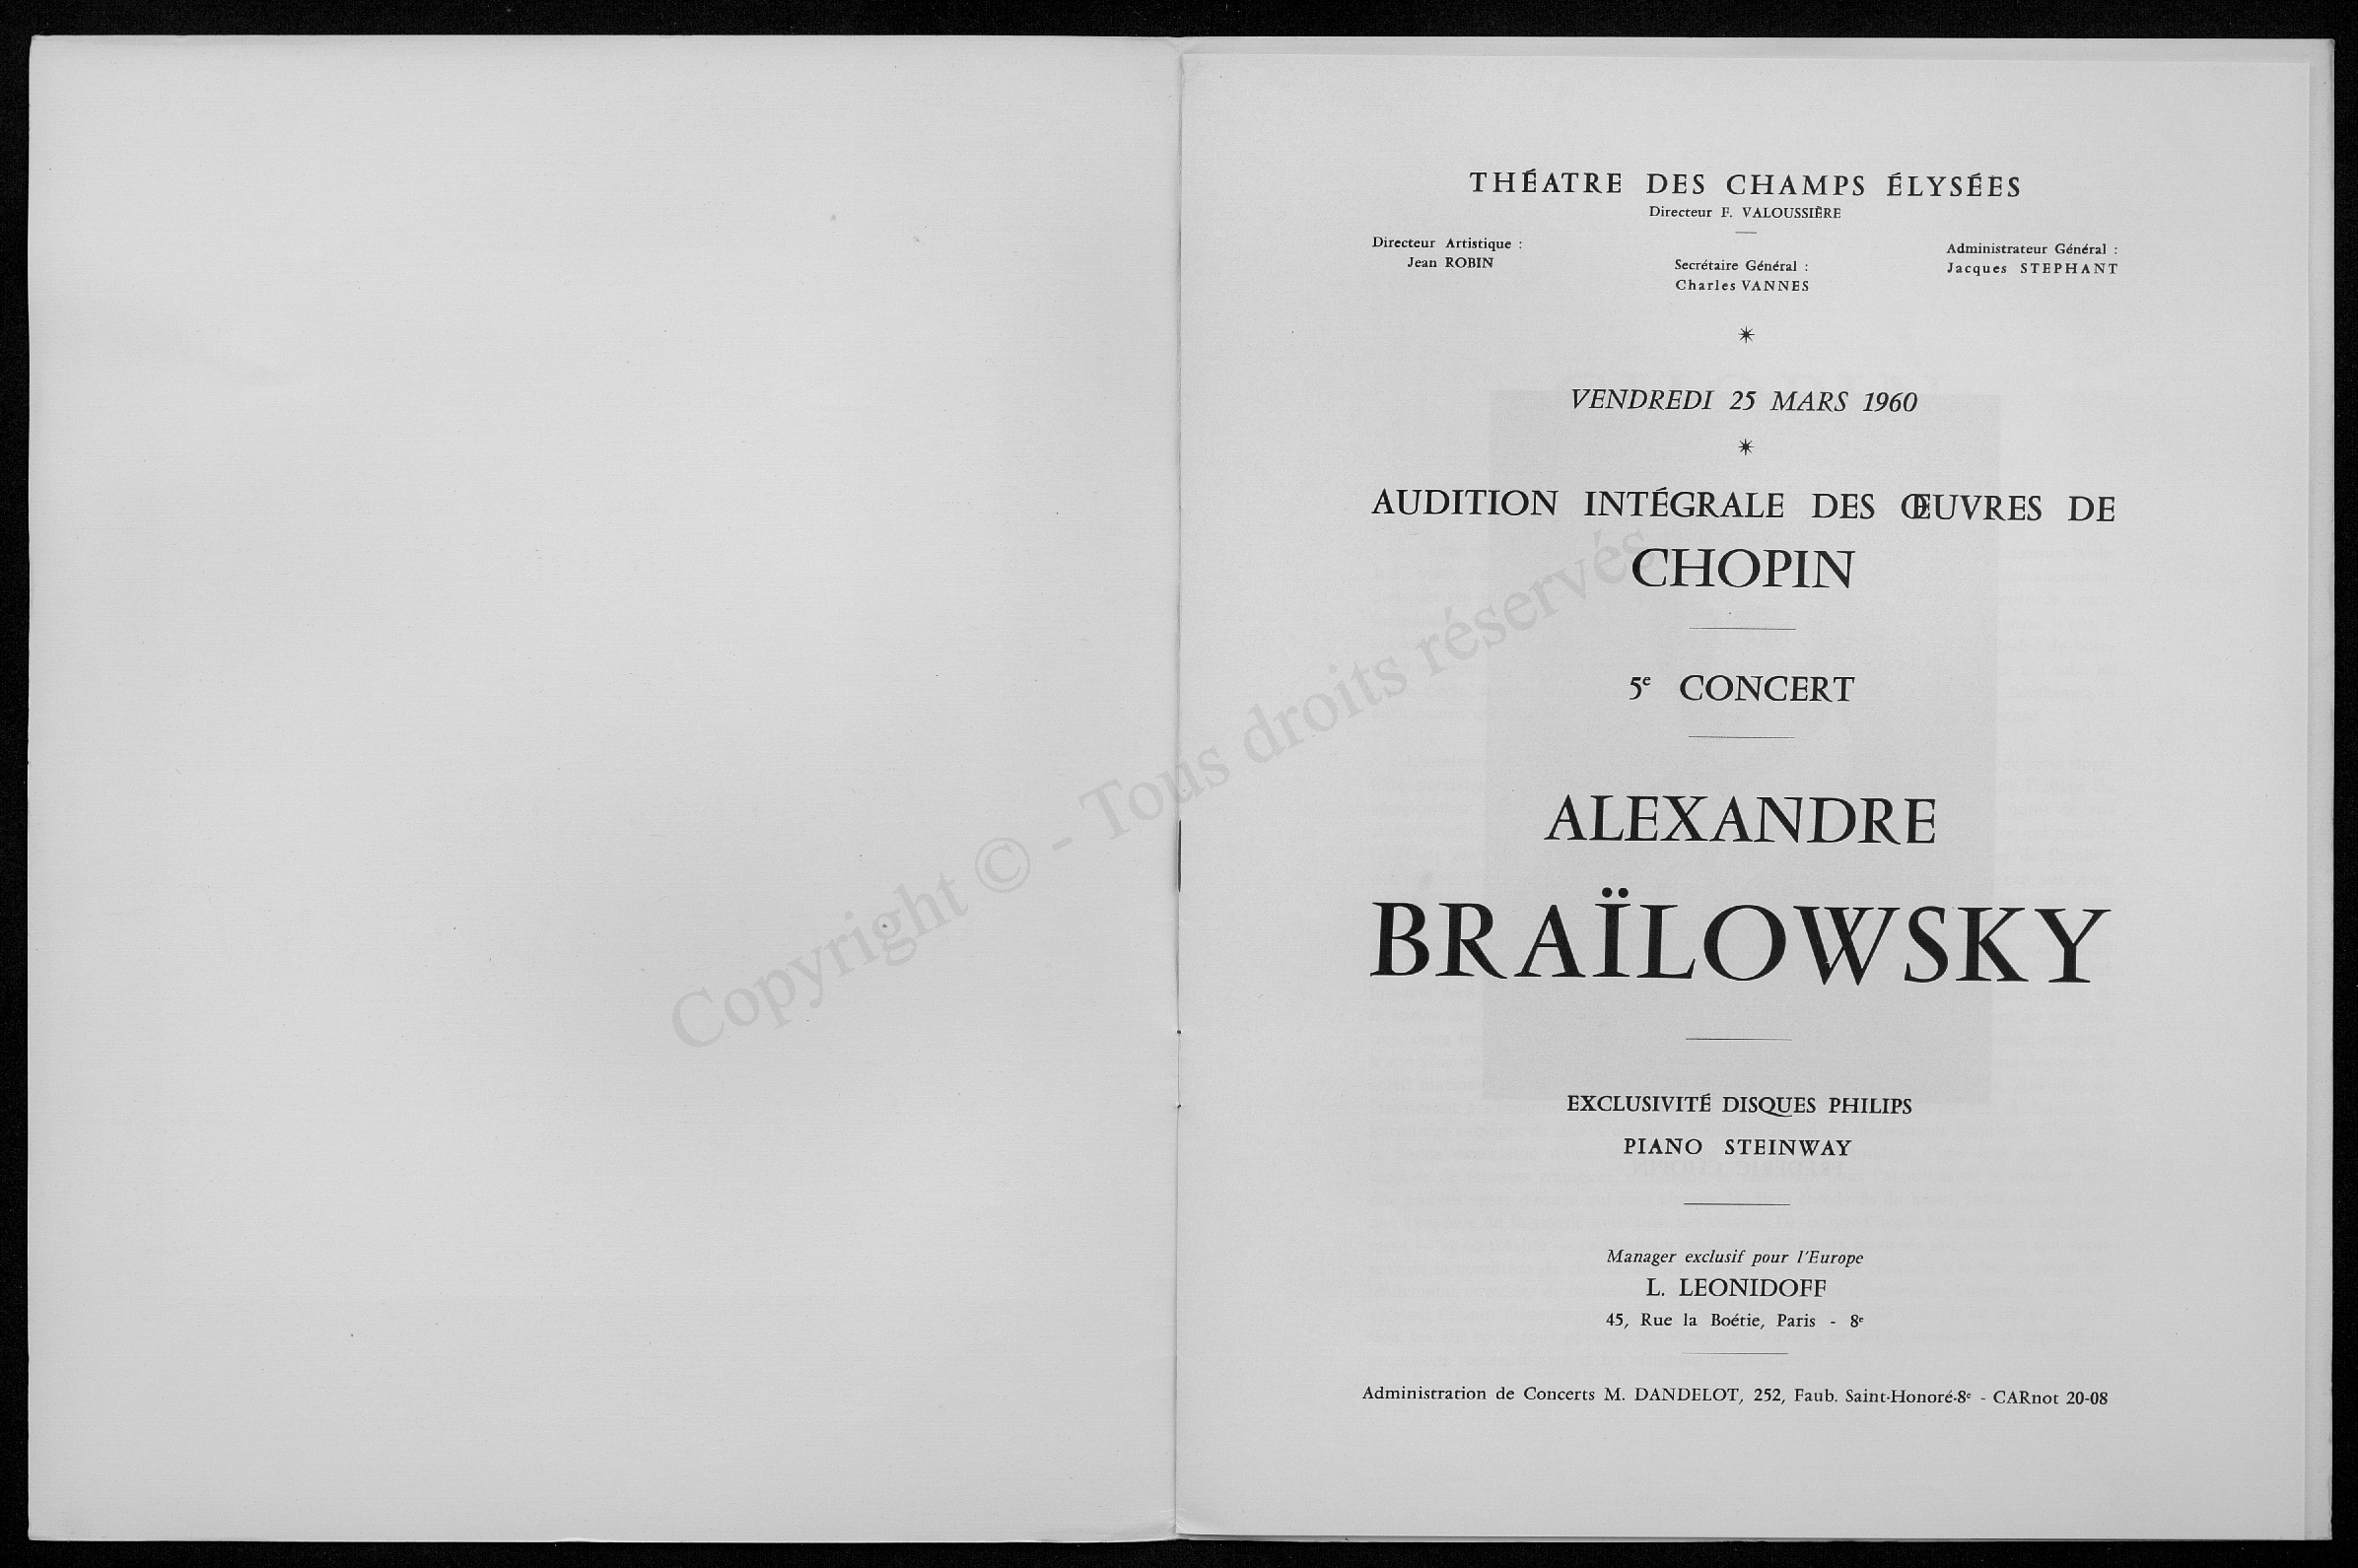 THÉATRE DES CHAMPS ÉLYSÉES
Directeur F. VALOUSSIÈRE
Directeur Artistique :
Jean ROBIN
Secrétaire Général :
Charles VANNES
Administrateur Général :
Jacques STEPHANT
VENDREDI 25 MARS 1960
AUDITION INTÉGRALE DES ŒUVRES DE
CHOPIN
5e CONCERT
ALEXANDRE
BRAÏLOWSKY
EXCLUSIVITÉ DISQUES PHILIPS
PIANO STEINWAY
Manager exclusif pour l'Europe
L. LEONIDOFF
45, Rue la Boétie, Paris - 8e
Administration de Concerts M. DANDELOT, 252, Faub. Saint-Honoré-8e - CARnot 20-08
Copyright © - Tous droits réservés